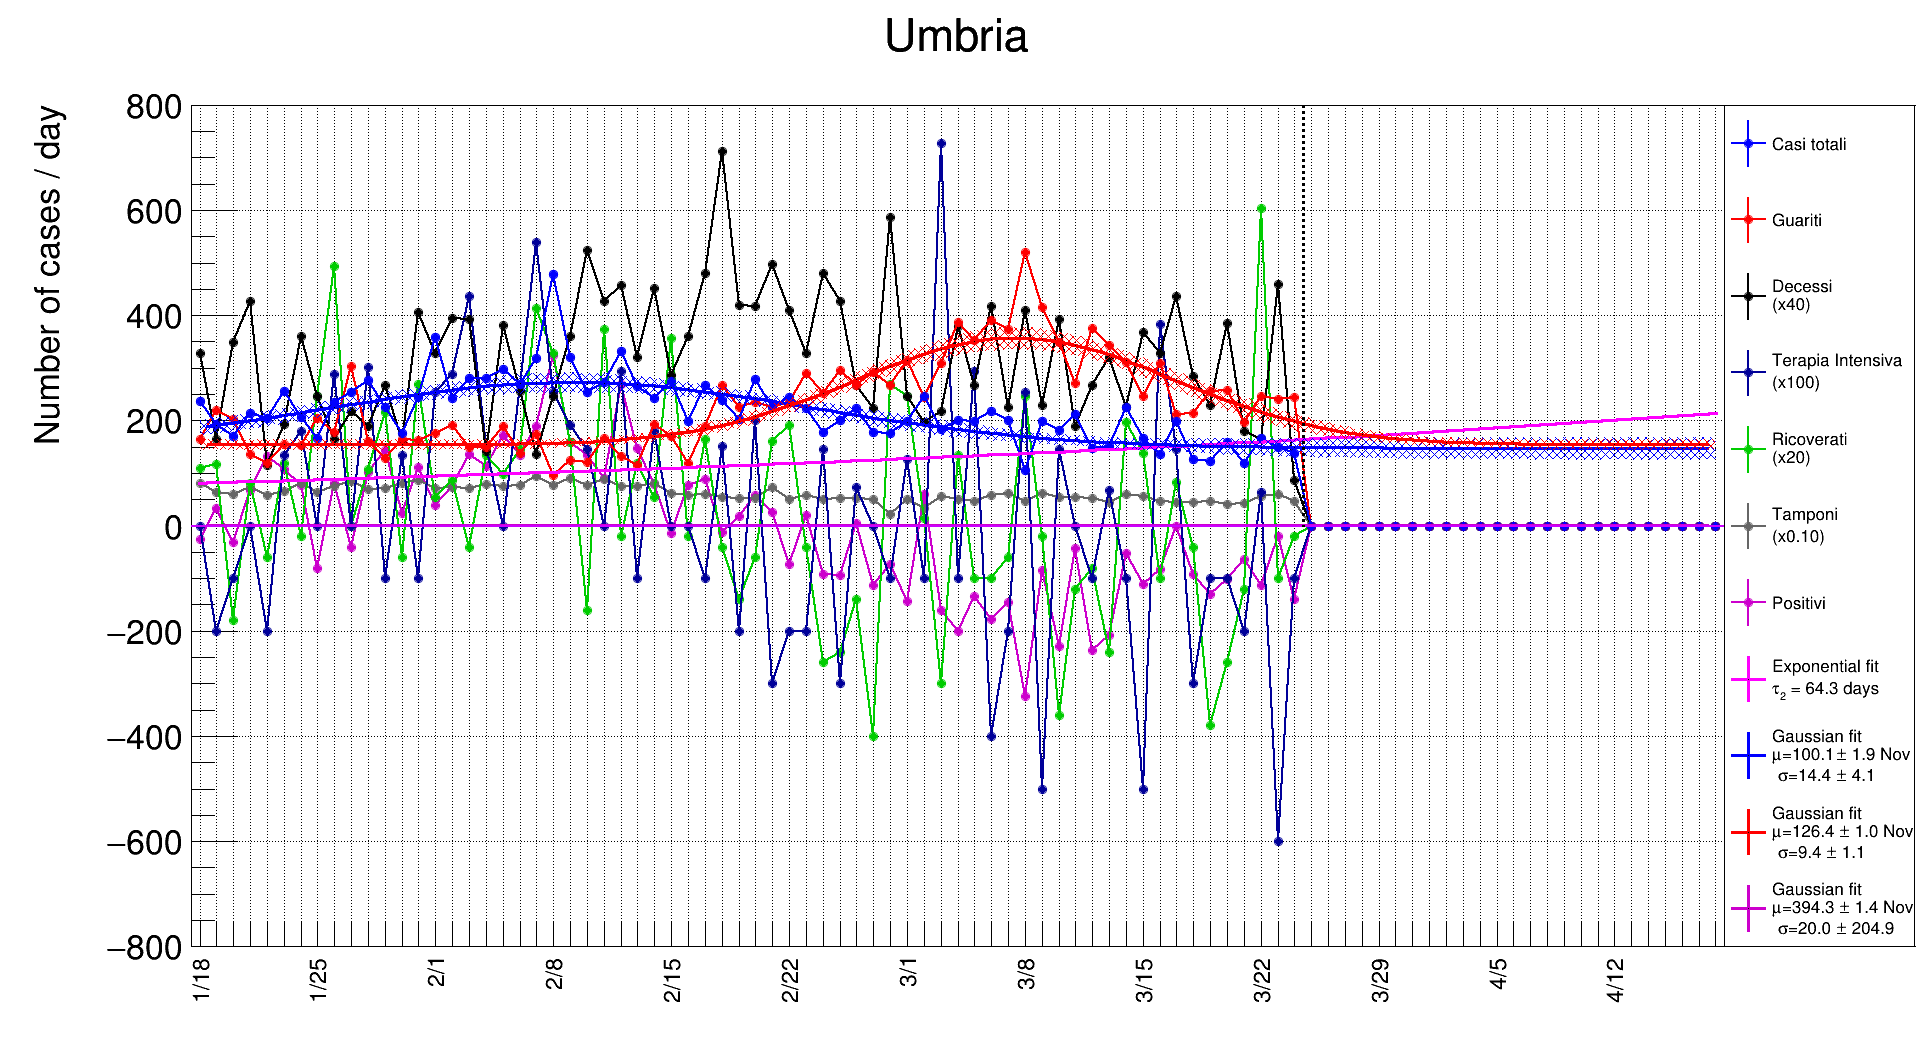 Umbria
Number of cases / day
800
600
400
200
0
−200
−400
−600
−800
1/18
1/25
2/1
2/8
2/15
2/22
3/1
3/8
3/15
3/22
3/29
4/5
4/12
Casi totali
Guariti
Decessi
(x40)
Terapia Intensiva
(x100)
Ricoverati
(x20)
Tamponi
(x0.10)
Positivi
Exponential fit
τ2 = 64.3 days
Gaussian fit
μ=100.1 ± 1.9 Nov
σ=14.4 ± 4.1
Gaussian fit
μ=126.4 ± 1.0 Nov
σ=9.4 ± 1.1
Gaussian fit
μ=394.3 ± 1.4 Nov
σ=20.0 ± 204.9